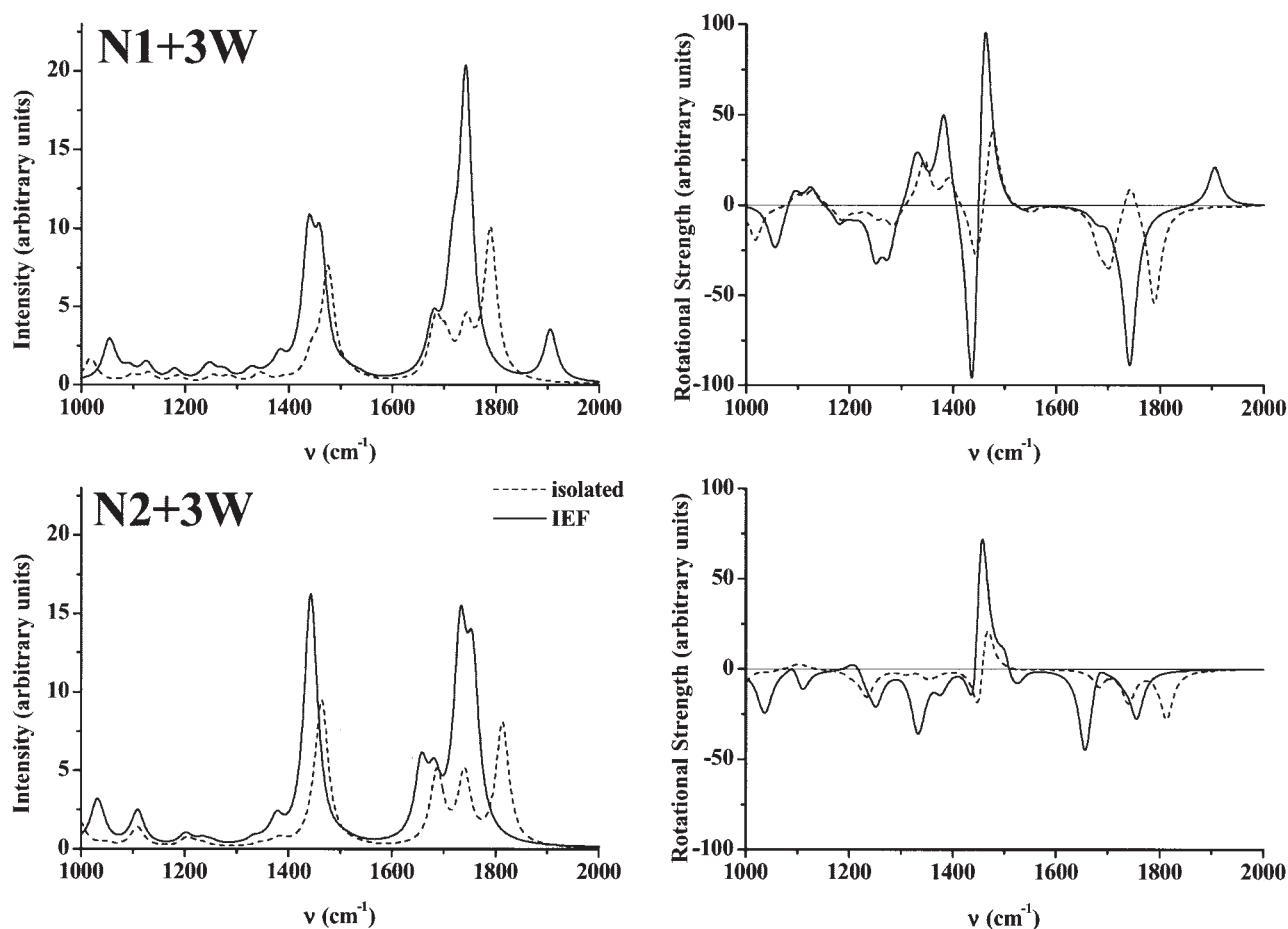 N1+3W
Intensity (arbitrary units)
20
15
10
5
0
1000 1200 1400 1600 1800 2000
ν (cm-1)
Rotational Strength (arbitrary units)
100
50
0
-50
-100
1000 1200 1400 1600 1800 2000
ν (cm-1)
N2+3W
isolated
IEF
Intensity (arbitrary units)
20
15
10
5
0
1000 1200 1400 1600 1800 2000
ν (cm-1)
Rotational Strength (arbitrary units)
100
50
0
-50
-100
1000 1200 1400 1600 1800 2000
ν (cm-1)